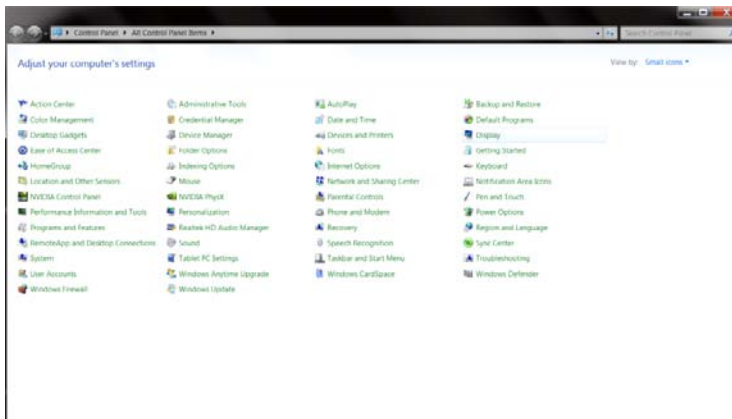 Control Panel ▸ All Control Panel Items ▸ Search Control Panel
Adjust your computer's settings View by: Small icons
Action Center Administrative Tools AutoPlay Backup and Restore
Color Management Credential Manager Date and Time Default Programs
Desktop Gadgets Device Manager Devices and Printers Display
Ease of Access Center Folder Options Fonts Getting Started
HomeGroup Indexing Options Internet Options Keyboard
Location and Other Sensors Mouse Network and Sharing Center Notification Area Icons
NVIDIA Control Panel NVIDIA PhysX Parental Controls Pen and Touch
Performance Information and Tools Personalization Phone and Modem Power Options
Programs and Features Realtek HD Audio Manager Recovery Region and Language
RemoteApp and Desktop Connections Sound Speech Recognition Sync Center
System Tablet PC Settings Taskbar and Start Menu Troubleshooting
User Accounts Windows Anytime Upgrade Windows CardSpace Windows Defender
Windows Firewall Windows Update